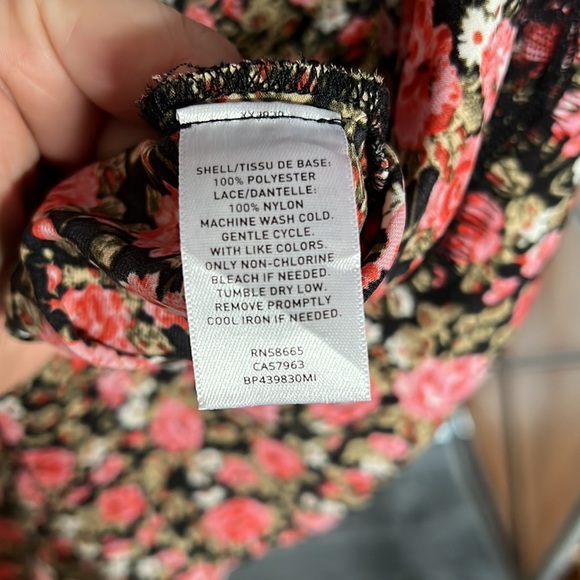 SHELL/TISSU DE BASE:
100% POLYESTER
LACE/DANTELLE:
100% NYLON
MACHINE WASH COLD.
GENTLE CYCLE.
WITH LIKE COLORS.
ONLY NON-CHLORINE
BLEACH IF NEEDED.
TUMBLE DRY LOW.
REMOVE PROMPTLY
COOL IRON IF NEEDED.
RN58665
CA57963
BP439830MI